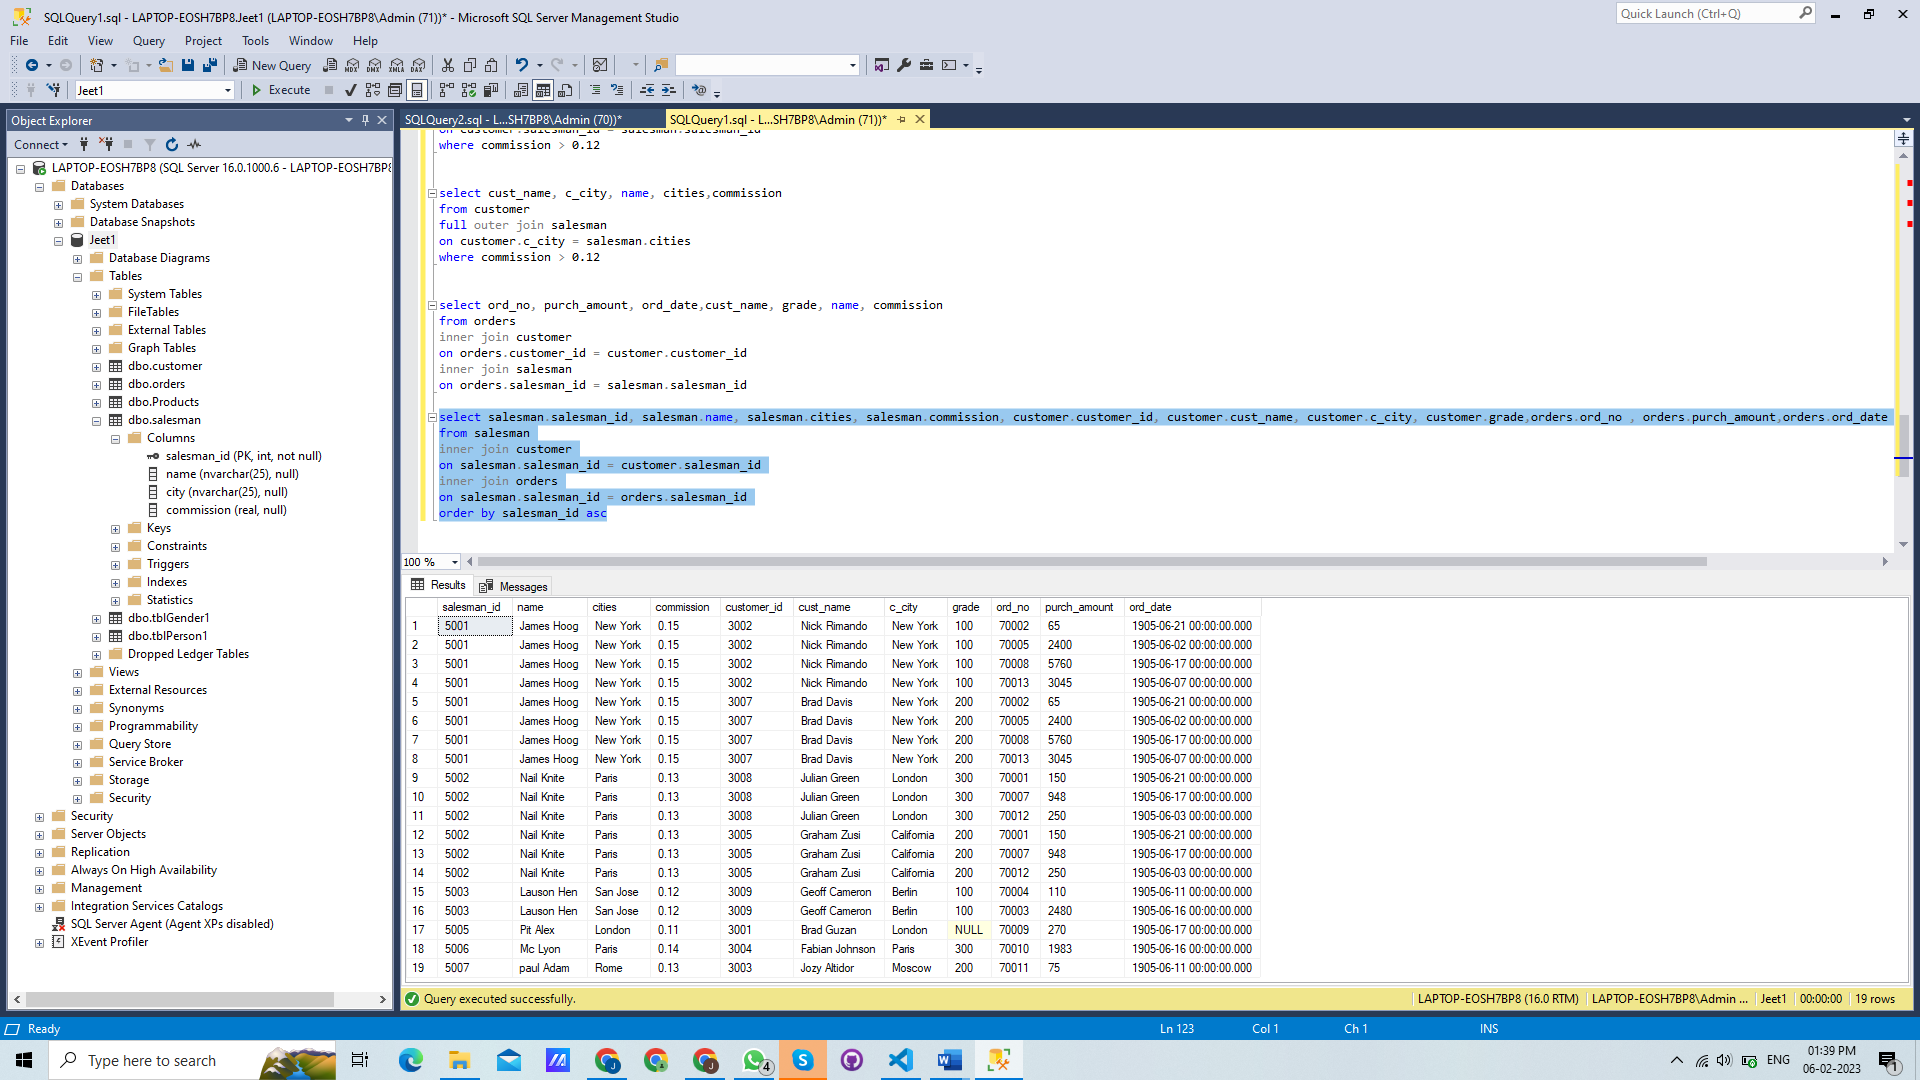 SQLQuery1.sql - LAPTOP-EOSH7BP8.Jeet1 (LAPTOP-EOSH7BP8\Admin (71))* - Microsoft SQL Server Management Studio
Quick Launch (Ctrl+Q)
File Edit View Query Project Tools Window Help
New Query
MDX DMX XMLA DAX
Jeet1
Execute
Object Explorer
SQLQuery2.sql - L...SH7BP8\Admin (70))*
SQLQuery1.sql - L...SH7BP8\Admin (71))*
Connect
LAPTOP-EOSH7BP8 (SQL Server 16.0.1000.6 - LAPTOP-EOSH7BP8
Databases
System Databases
Database Snapshots
Jeet1
Database Diagrams
Tables
System Tables
FileTables
External Tables
Graph Tables
dbo.customer
dbo.orders
dbo.Products
dbo.salesman
Columns
salesman_id (PK, int, not null)
name (nvarchar(25), null)
city (nvarchar(25), null)
commission (real, null)
Keys
Constraints
Triggers
Indexes
Statistics
dbo.tblGender1
dbo.tblPerson1
Dropped Ledger Tables
Views
External Resources
Synonyms
Programmability
Query Store
Service Broker
Storage
Security
Security
Server Objects
Replication
Always On High Availability
Management
Integration Services Catalogs
SQL Server Agent (Agent XPs disabled)
XEvent Profiler
on customer.salesman_id = salesman.salesman_id
where commission > 0.12
select cust_name, c_city, name, cities,commission
from customer
full outer join salesman
on customer.c_city = salesman.cities
where commission > 0.12
select ord_no, purch_amount, ord_date,cust_name, grade, name, commission
from orders
inner join customer
on orders.customer_id = customer.customer_id
inner join salesman
on orders.salesman_id = salesman.salesman_id
select salesman.salesman_id, salesman.name, salesman.cities, salesman.commission, customer.customer_id, customer.cust_name, customer.c_city, customer.grade,orders.ord_no , orders.purch_amount,orders.ord_date
from salesman
inner join customer
on salesman.salesman_id = customer.salesman_id
inner join orders
on salesman.salesman_id = orders.salesman_id
order by salesman_id asc
100 %
Results Messages
salesman_id name cities commission customer_id cust_name c_city grade ord_no purch_amount ord_date
1 5001 James Hoog New York 0.15 3002 Nick Rimando New York 100 70002 65 1905-06-21 00:00:00.000
2 5001 James Hoog New York 0.15 3002 Nick Rimando New York 100 70005 2400 1905-06-02 00:00:00.000
3 5001 James Hoog New York 0.15 3002 Nick Rimando New York 100 70008 5760 1905-06-17 00:00:00.000
4 5001 James Hoog New York 0.15 3002 Nick Rimando New York 100 70013 3045 1905-06-07 00:00:00.000
5 5001 James Hoog New York 0.15 3007 Brad Davis New York 200 70002 65 1905-06-21 00:00:00.000
6 5001 James Hoog New York 0.15 3007 Brad Davis New York 200 70005 2400 1905-06-02 00:00:00.000
7 5001 James Hoog New York 0.15 3007 Brad Davis New York 200 70008 5760 1905-06-17 00:00:00.000
8 5001 James Hoog New York 0.15 3007 Brad Davis New York 200 70013 3045 1905-06-07 00:00:00.000
9 5002 Nail Knite Paris 0.13 3008 Julian Green London 300 70001 150 1905-06-21 00:00:00.000
10 5002 Nail Knite Paris 0.13 3008 Julian Green London 300 70007 948 1905-06-17 00:00:00.000
11 5002 Nail Knite Paris 0.13 3008 Julian Green London 300 70012 250 1905-06-03 00:00:00.000
12 5002 Nail Knite Paris 0.13 3005 Graham Zusi California 200 70001 150 1905-06-21 00:00:00.000
13 5002 Nail Knite Paris 0.13 3005 Graham Zusi California 200 70007 948 1905-06-17 00:00:00.000
14 5002 Nail Knite Paris 0.13 3005 Graham Zusi California 200 70012 250 1905-06-03 00:00:00.000
15 5003 Lauson Hen San Jose 0.12 3009 Geoff Cameron Berlin 100 70004 110 1905-06-11 00:00:00.000
16 5003 Lauson Hen San Jose 0.12 3009 Geoff Cameron Berlin 100 70003 2480 1905-06-16 00:00:00.000
17 5005 Pit Alex London 0.11 3001 Brad Guzan London NULL 70009 270 1905-06-17 00:00:00.000
18 5006 Mc Lyon Paris 0.14 3004 Fabian Johnson Paris 300 70010 1983 1905-06-16 00:00:00.000
19 5007 paul Adam Rome 0.13 3003 Jozy Altidor Moscow 200 70011 75 1905-06-11 00:00:00.000
Query executed successfully.
LAPTOP-EOSH7BP8 (16.0 RTM) LAPTOP-EOSH7BP8\Admin ... Jeet1 00:00:00 19 rows
Ready
Ln 123 Col 1 Ch 1 INS
Type here to search
4
ENG
01:39 PM
06-02-2023
1